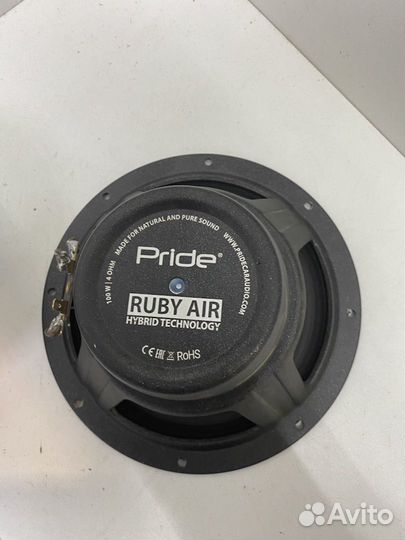 MADE FOR NATURAL AND PURE SOUND
WWW.PRIDECARAUDIO.COM
100 W | 4 OHM
Pride®
RUBY AIR
HYBRID TECHNOLOGY
CE EAC RoHS
Avito